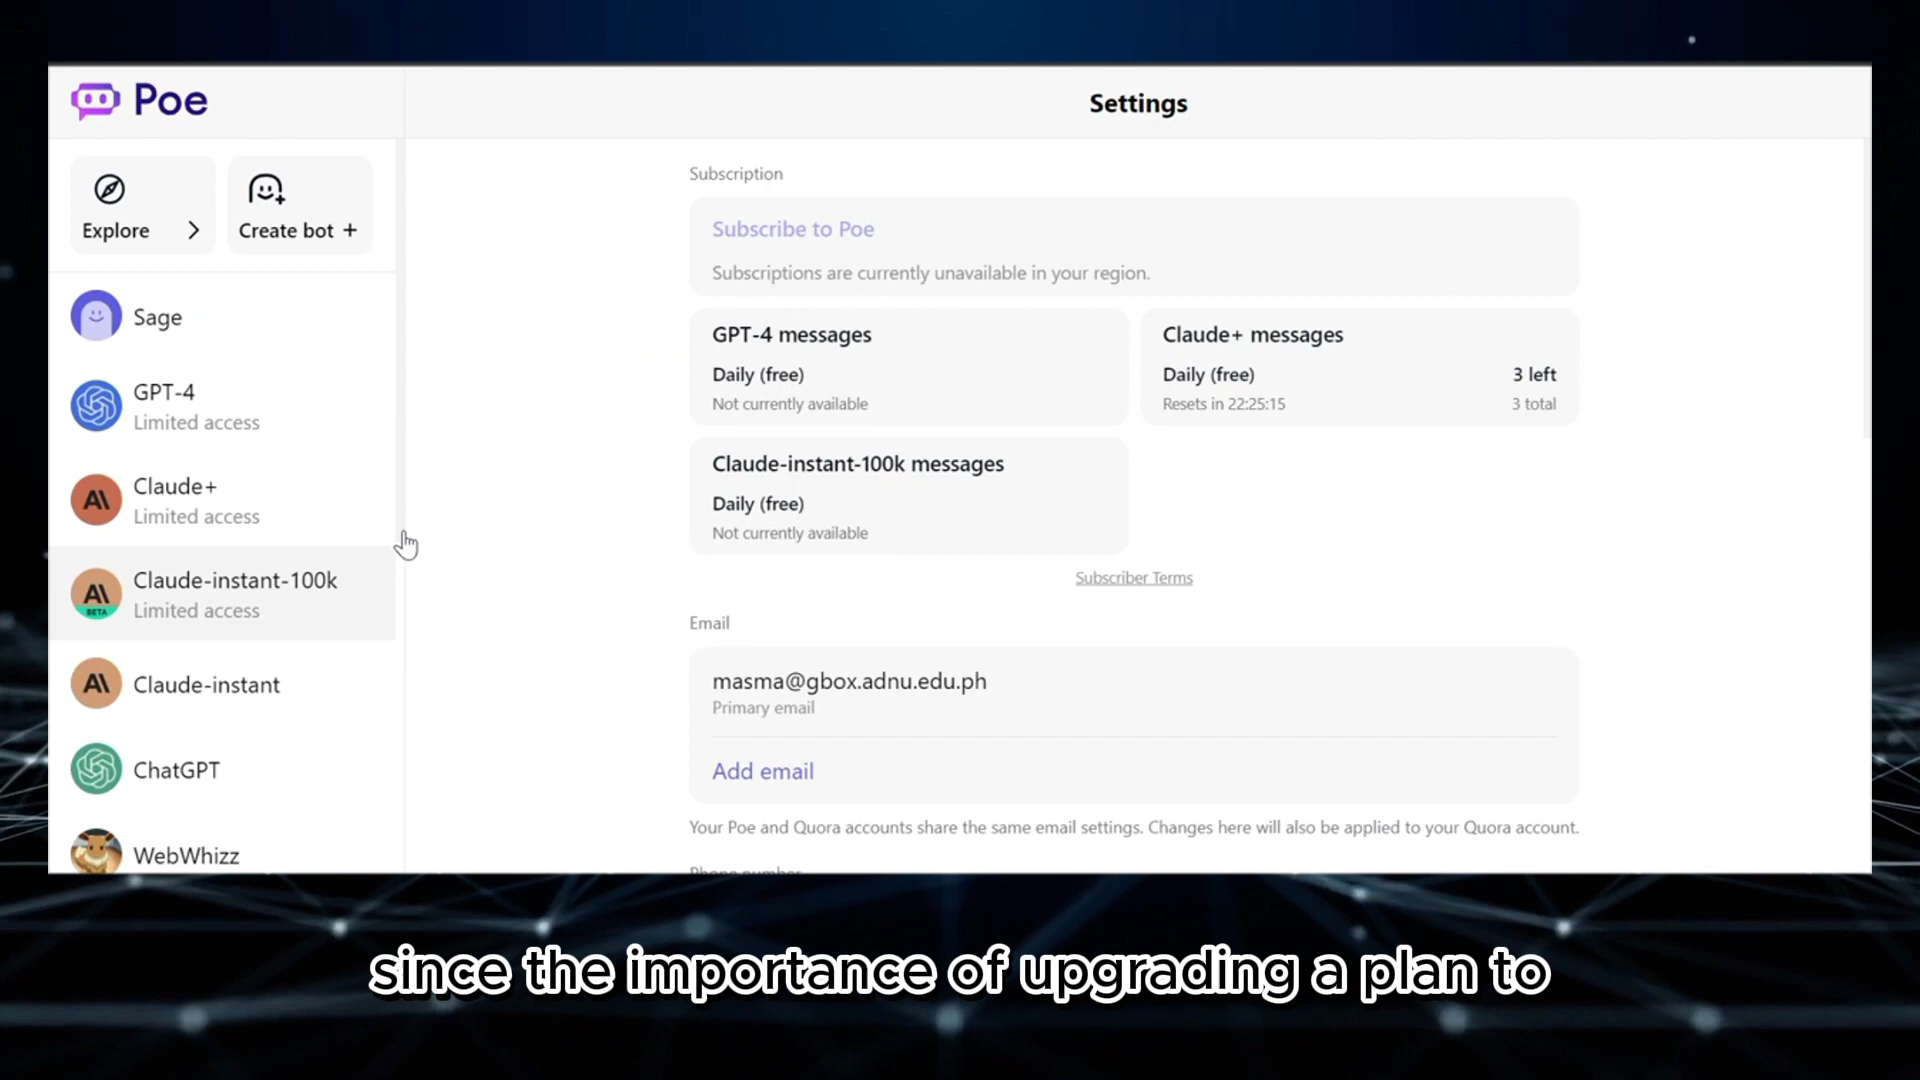 Poe
Settings
Explore
Create bot +
Sage
GPT-4
Limited access
Claude+
Limited access
Claude-instant-100k
Limited access
BETA
Claude-instant
ChatGPT
WebWhizz
Subscription
Subscribe to Poe
Subscriptions are currently unavailable in your region.
GPT-4 messages
Daily (free)
Not currently available
Claude+ messages
Daily (free) 3 left
Resets in 22:25:15 3 total
Claude-instant-100k messages
Daily (free)
Not currently available
Subscriber Terms
Email
masma@gbox.adnu.edu.ph
Primary email
Add email
Your Poe and Quora accounts share the same email settings. Changes here will also be applied to your Quora account.
Phone number
since the importance of upgrading a plan to